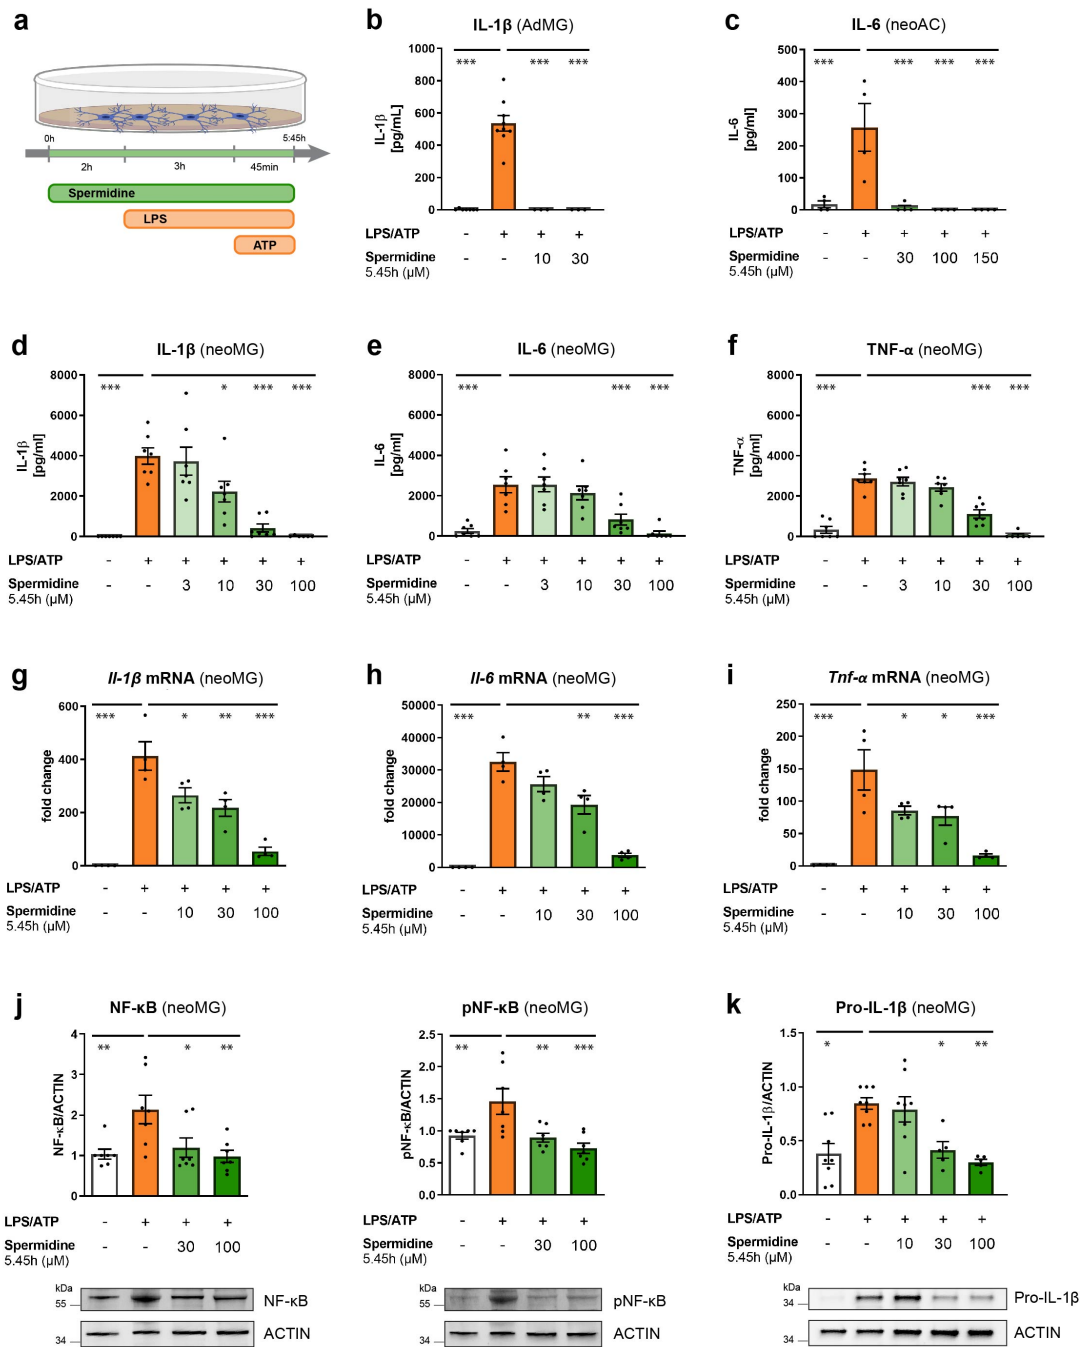 a
0h
5:45h
2h
3h
45min
Spermidine
LPS
ATP
b
IL-1β (AdMG)
1000
800
600
400
200
0
IL-1β
[pg/mL]
*** *** ***
LPS/ATP - + + +
Spermidine - - 10 30
5.45h (µM)
c
IL-6 (neoAC)
500
400
300
200
100
0
IL-6
[pg/ml]
*** *** *** ***
LPS/ATP - + + + +
Spermidine - - 30 100 150
5.45h (µM)
d
IL-1β (neoMG)
8000
6000
4000
2000
0
IL-1β
[pg/ml]
*** * *** ***
LPS/ATP - + + + + +
Spermidine - - 3 10 30 100
5.45h (µM)
e
IL-6 (neoMG)
8000
6000
4000
2000
0
IL-6
[pg/ml]
*** *** ***
LPS/ATP - + + + + +
Spermidine - - 3 10 30 100
5.45h (µM)
f
TNF-α (neoMG)
8000
6000
4000
2000
0
TNF-α
[pg/ml]
*** *** ***
LPS/ATP - + + + + +
Spermidine - - 3 10 30 100
5.45h (µM)
g
Il-1β mRNA (neoMG)
600
400
200
0
fold change
*** * ** ***
LPS/ATP - + + + +
Spermidine - - 10 30 100
5.45h (µM)
h
Il-6 mRNA (neoMG)
50000
40000
30000
20000
10000
0
fold change
*** ** ***
LPS/ATP - + + + +
Spermidine - - 10 30 100
5.45h (µM)
i
Tnf-α mRNA (neoMG)
250
200
150
100
50
0
fold change
*** * * ***
LPS/ATP - + + + +
Spermidine - - 10 30 100
5.45h (µM)
j
NF-κB (neoMG)
4
3
2
1
0
NF-κB/ACTIN
** * **
LPS/ATP - + + +
Spermidine - - 30 100
5.45h (µM)
kDa
55
NF-κB
34
ACTIN
pNF-κB (neoMG)
2.5
2.0
1.5
1.0
0.5
0.0
pNF-κB/ACTIN
** ** ***
LPS/ATP - + + +
Spermidine - - 30 100
5.45h (µM)
kDa
55
pNF-κB
34
ACTIN
k
Pro-IL-1β (neoMG)
1.5
1.0
0.5
0.0
Pro-IL-1β/ACTIN
* * **
LPS/ATP - + + + +
Spermidine - - 10 30 100
5.45h (µM)
kDa
34
Pro-IL-1β
34
ACTIN